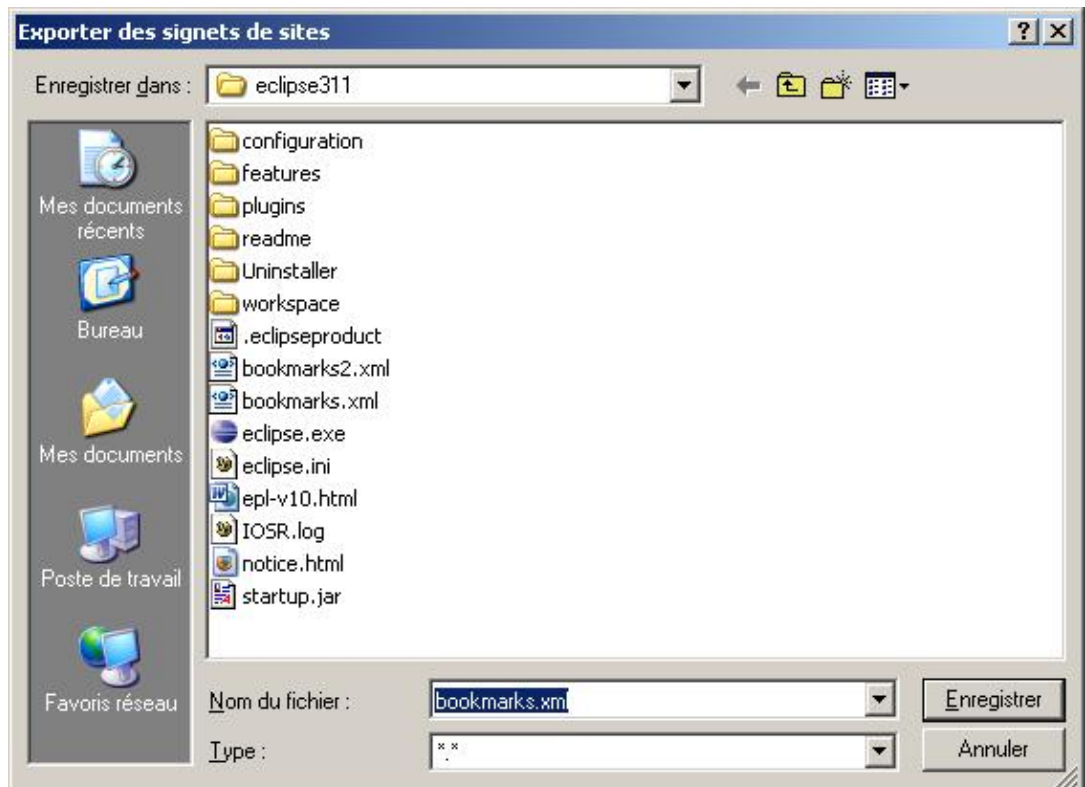 Exporter des signets de sites
Enregistrer dans :
eclipse311
Mes documents
récents
Bureau
Mes documents
Poste de travail
Favoris réseau
configuration
features
plugins
readme
Uninstaller
workspace
.eclipseproduct
bookmarks2.xml
bookmarks.xml
eclipse.exe
eclipse.ini
epl-v10.html
IOSR.log
notice.html
startup.jar
Nom du fichier :
bookmarks.xml
Enregistrer
Type :
*.*
Annuler